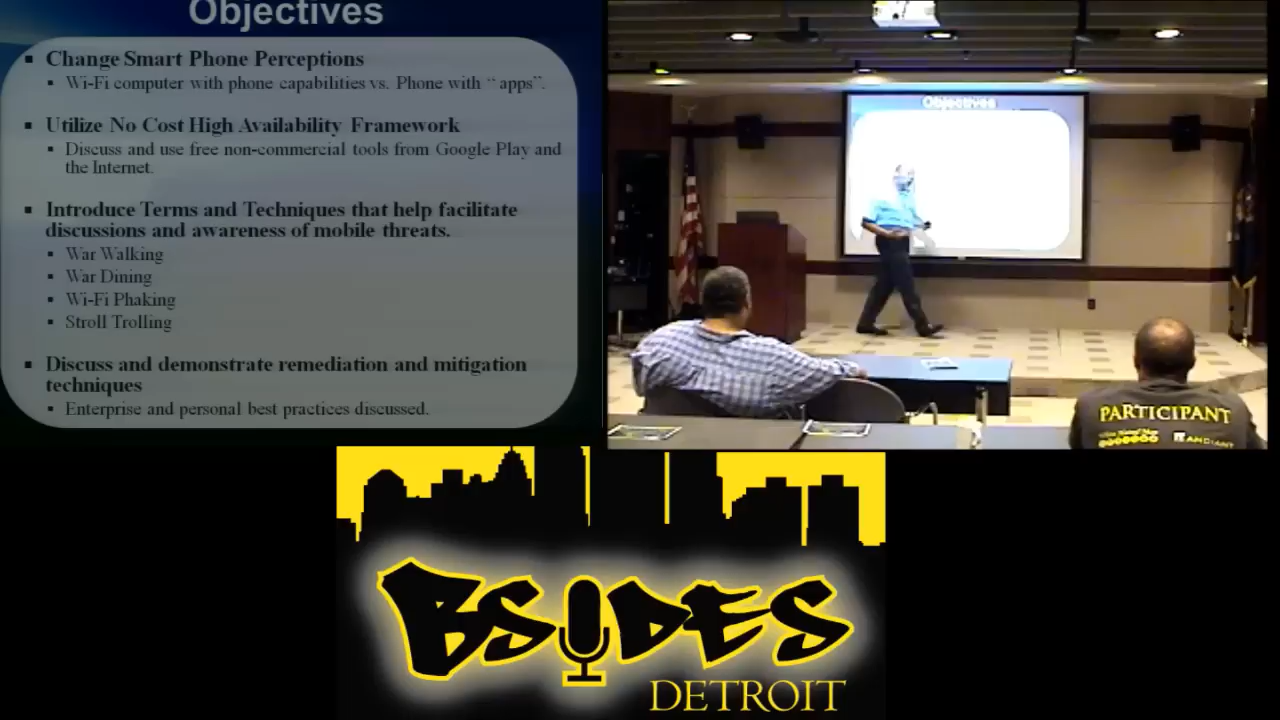 Objectives
Change Smart Phone Perceptions
Wi-Fi computer with phone capabilities vs. Phone with “ apps”.
Utilize No Cost High Availability Framework
Discuss and use free non-commercial tools from Google Play and
the Internet.
Introduce Terms and Techniques that help facilitate
discussions and awareness of mobile threats.
War Walking
War Dining
Wi-Fi Phaking
Stroll Trolling
Discuss and demonstrate remediation and mitigation
techniques
Enterprise and personal best practices discussed.
Objectives
PARTICIPANT
BSIDES
DETROIT